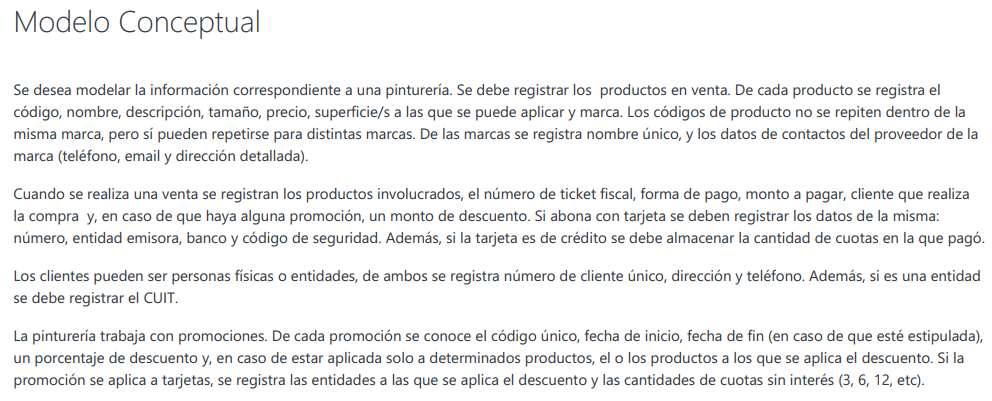 Modelo Conceptual
Se desea modelar la información correspondiente a una pinturería. Se debe registrar los productos en venta. De cada producto se registra el
código, nombre, descripción, tamaño, precio, superficie/s a las que se puede aplicar y marca. Los códigos de producto no se repiten dentro de la
misma marca, pero sí pueden repetirse para distintas marcas. De las marcas se registra nombre único, y los datos de contactos del proveedor de la
marca (teléfono, email y dirección detallada).
Cuando se realiza una venta se registran los productos involucrados, el número de ticket fiscal, forma de pago, monto a pagar, cliente que realiza
la compra y, en caso de que haya alguna promoción, un monto de descuento. Si abona con tarjeta se deben registrar los datos de la misma:
número, entidad emisora, banco y código de seguridad. Además, si la tarjeta es de crédito se debe almacenar la cantidad de cuotas en la que pagó.
Los clientes pueden ser personas físicas o entidades, de ambos se registra número de cliente único, dirección y teléfono. Además, si es una entidad
se debe registrar el CUIT.
La pinturería trabaja con promociones. De cada promoción se conoce el código único, fecha de inicio, fecha de fin (en caso de que esté estipulada),
un porcentaje de descuento y, en caso de estar aplicada solo a determinados productos, el o los productos a los que se aplica el descuento. Si la
promoción se aplica a tarjetas, se registra las entidades a las que se aplica el descuento y las cantidades de cuotas sin interés (3, 6, 12, etc).